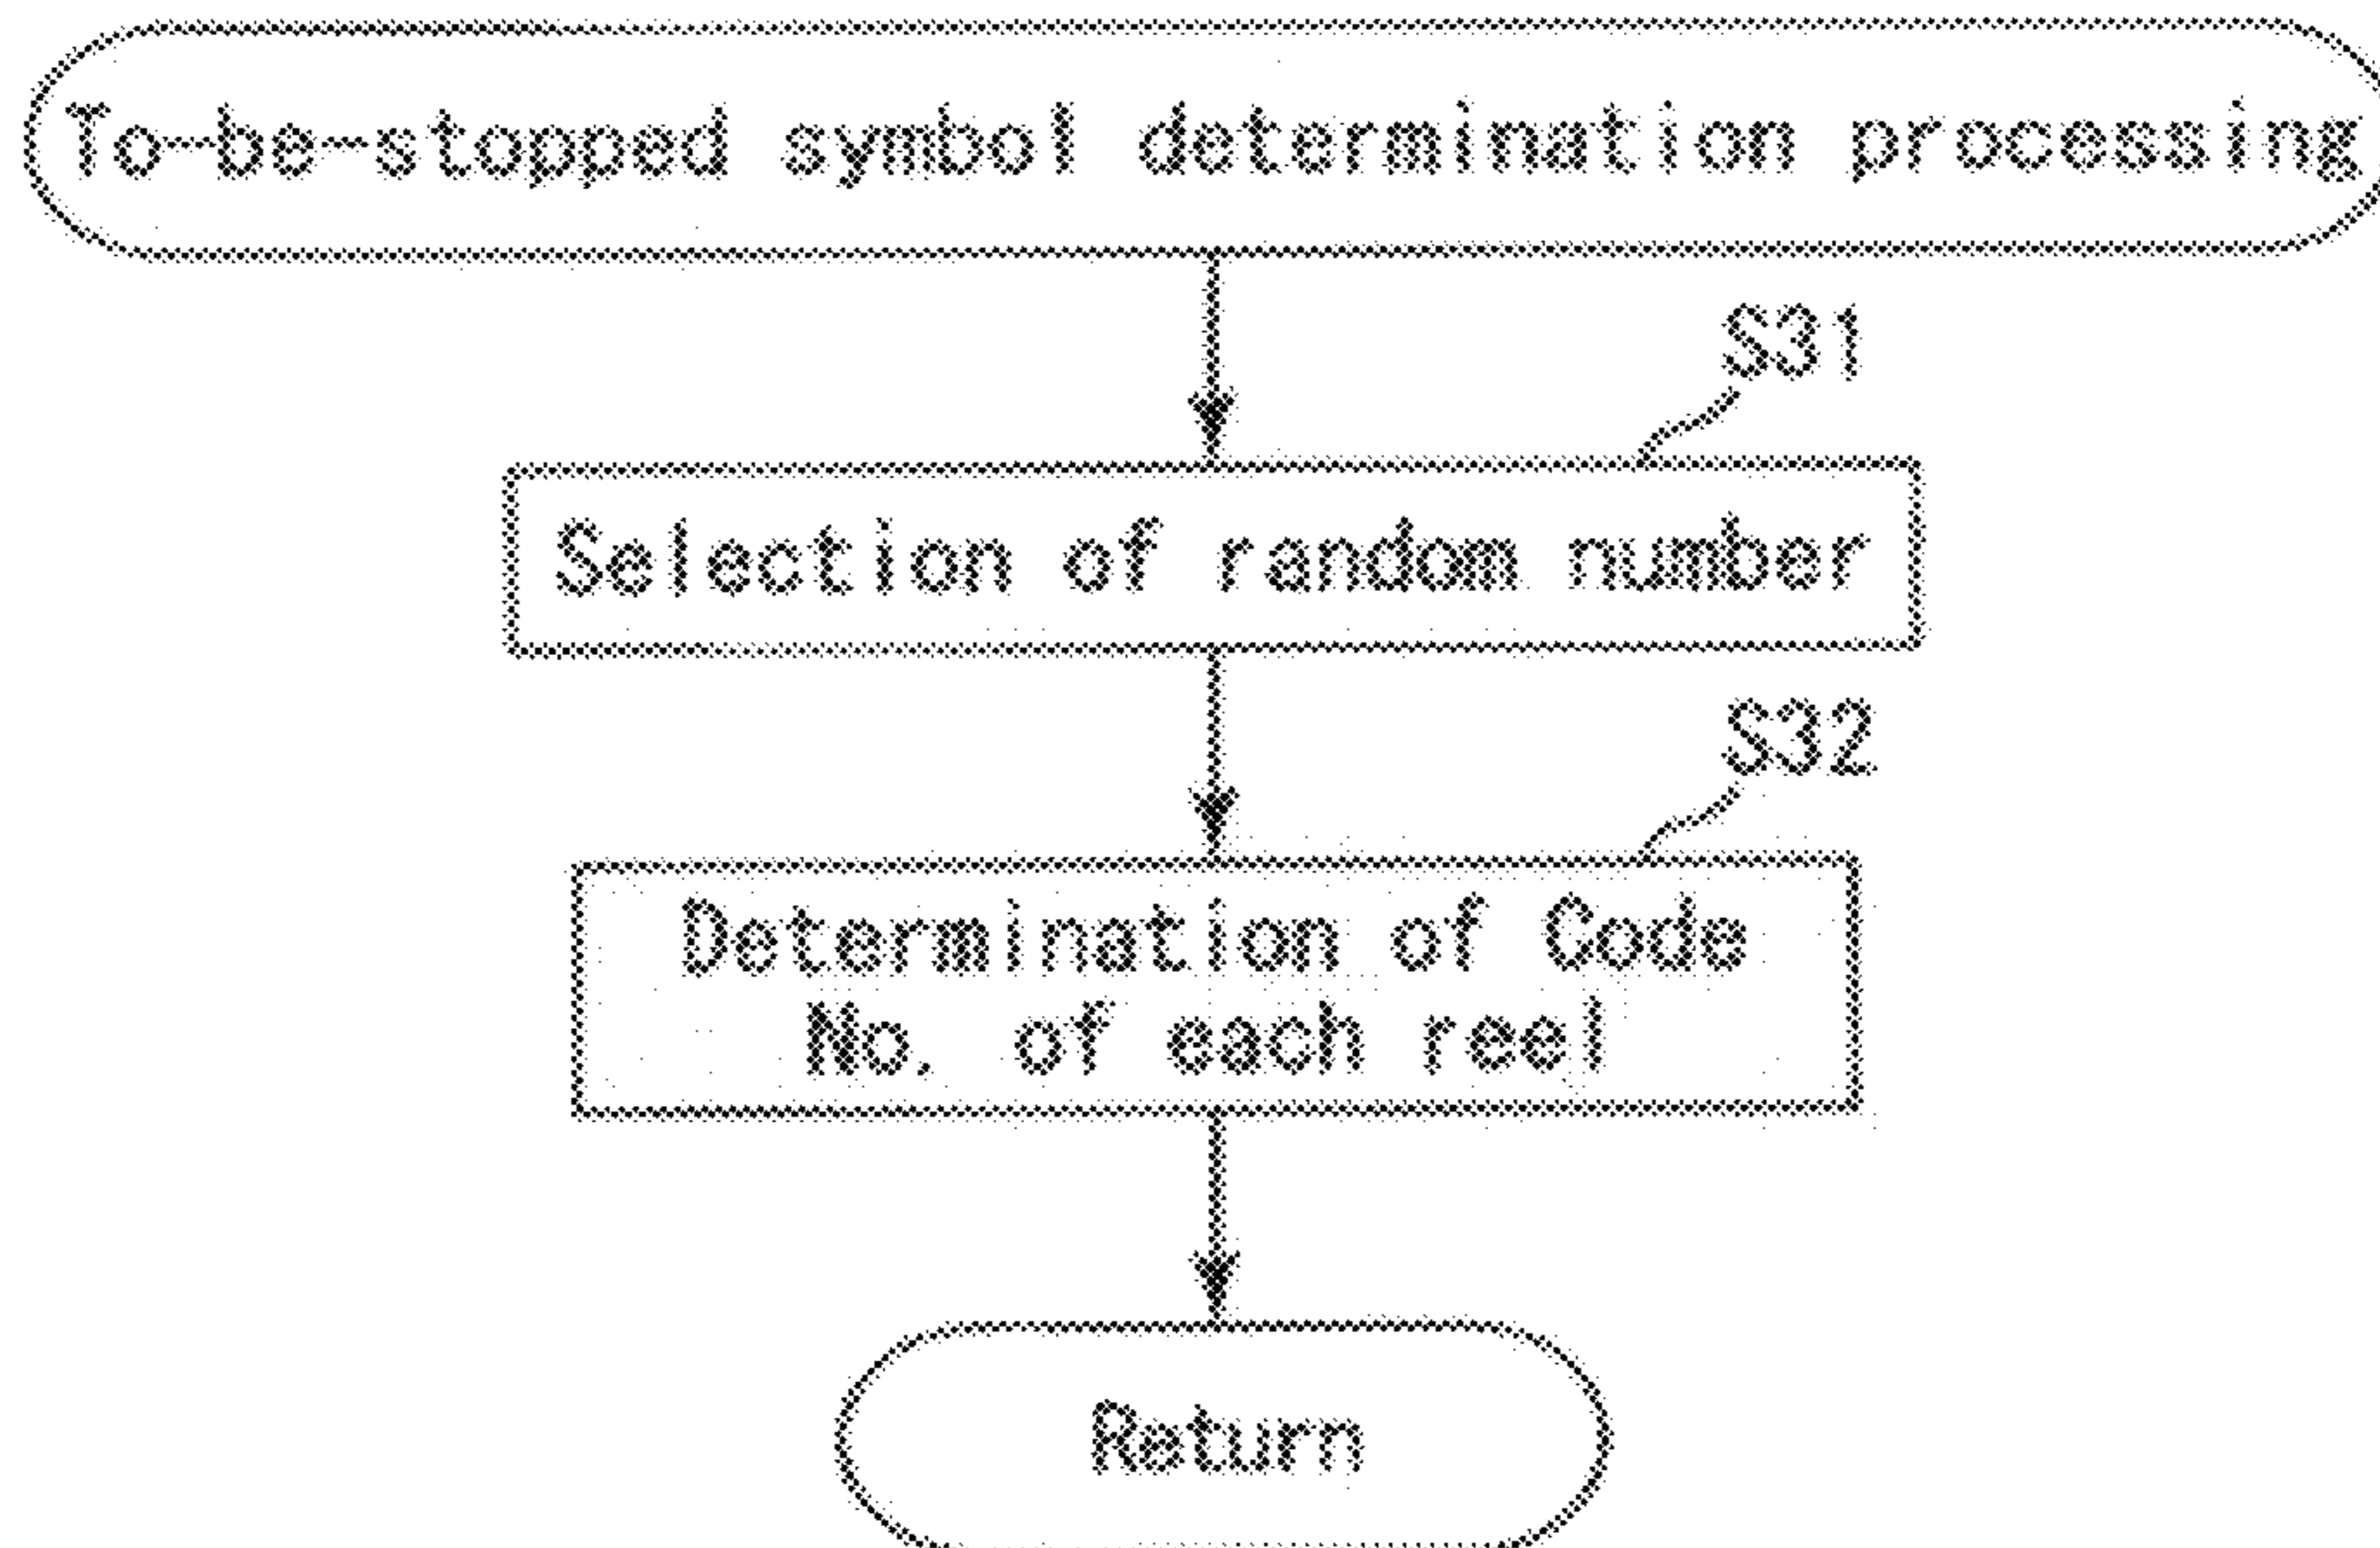 To-be-stopped symbol determination processing
S31
Selection of random number
S32
Determination of Code
No. of each reel
Return